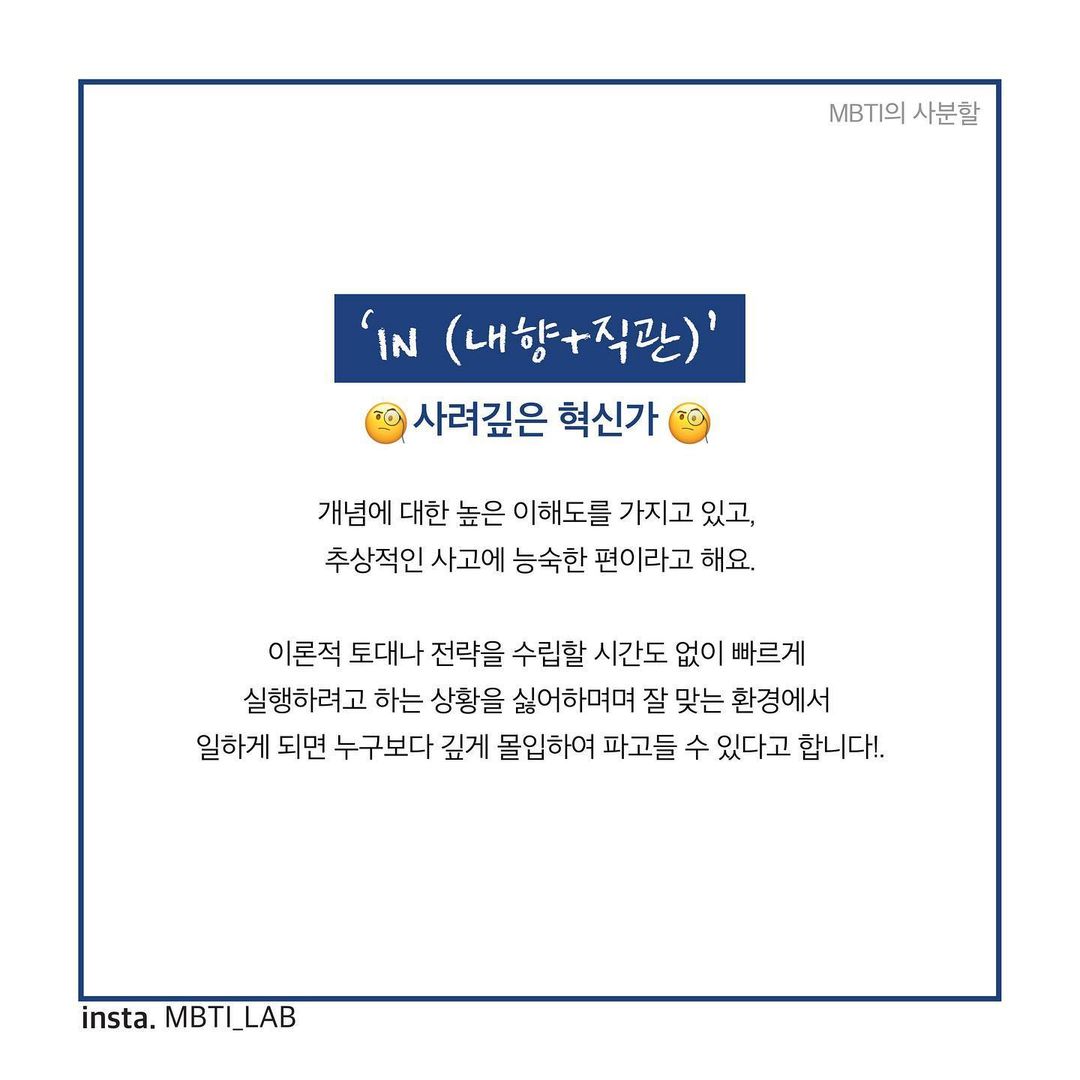 MBTI의 사분할
‘IN (내향+직관)’
🧐사려깊은 혁신가🧐
개념에 대한 높은 이해도를 가지고 있고,
추상적인 사고에 능숙한 편이라고 해요.
이론적 토대나 전략을 수립할 시간도 없이 빠르게
실행하려고 하는 상황을 싫어하며며 잘 맞는 환경에서
일하게 되면 누구보다 깊게 몰입하여 파고들 수 있다고 합니다!.
insta. MBTI_LAB